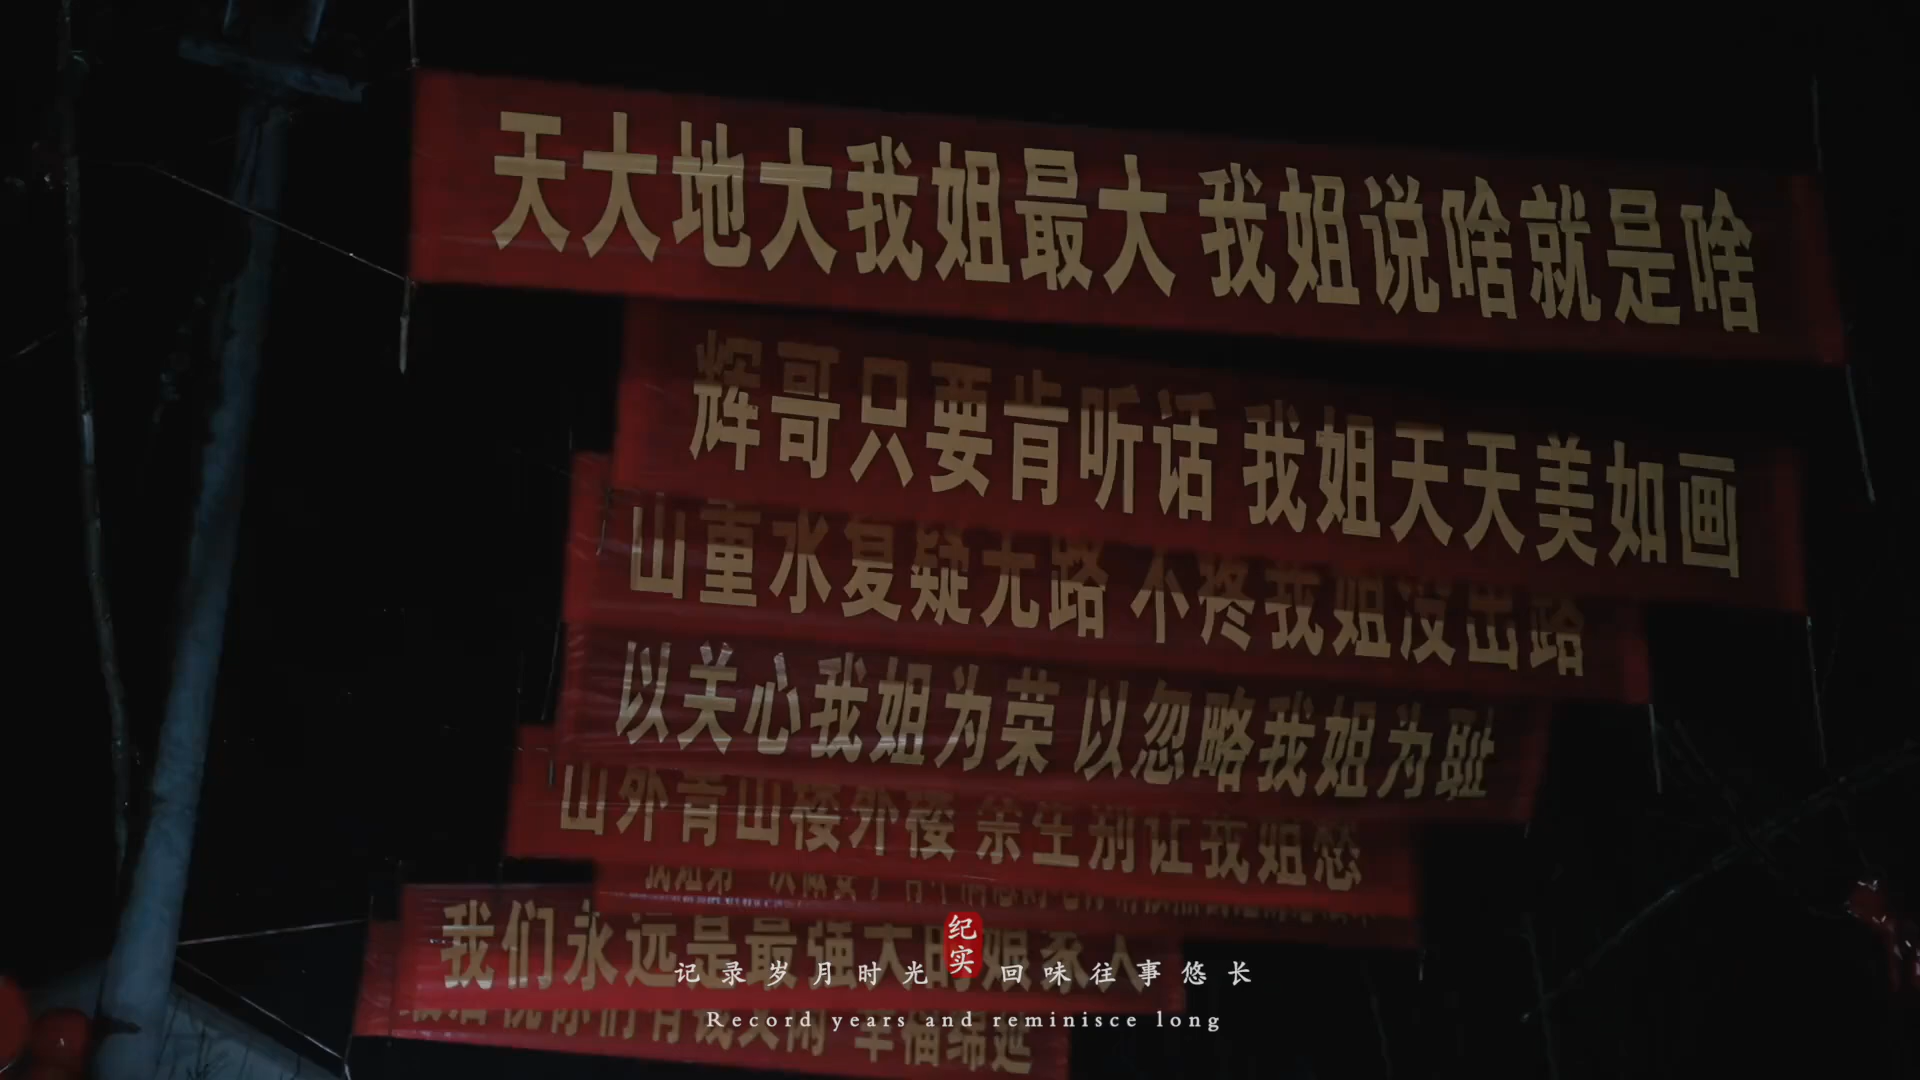 天大地大我姐最大 我姐说啥就是啥
辉哥只要肯听话 我姐天天美如画
山重水复疑无路 不疼我姐没出路
以关心我姐为荣 以忽略我姐为耻
山外青山楼外楼 余生别让我姐愁
我们永远是最强大的娘家人
幸福绵延
纪实
记录岁月时光 回味往事悠长
Record years and reminisce long